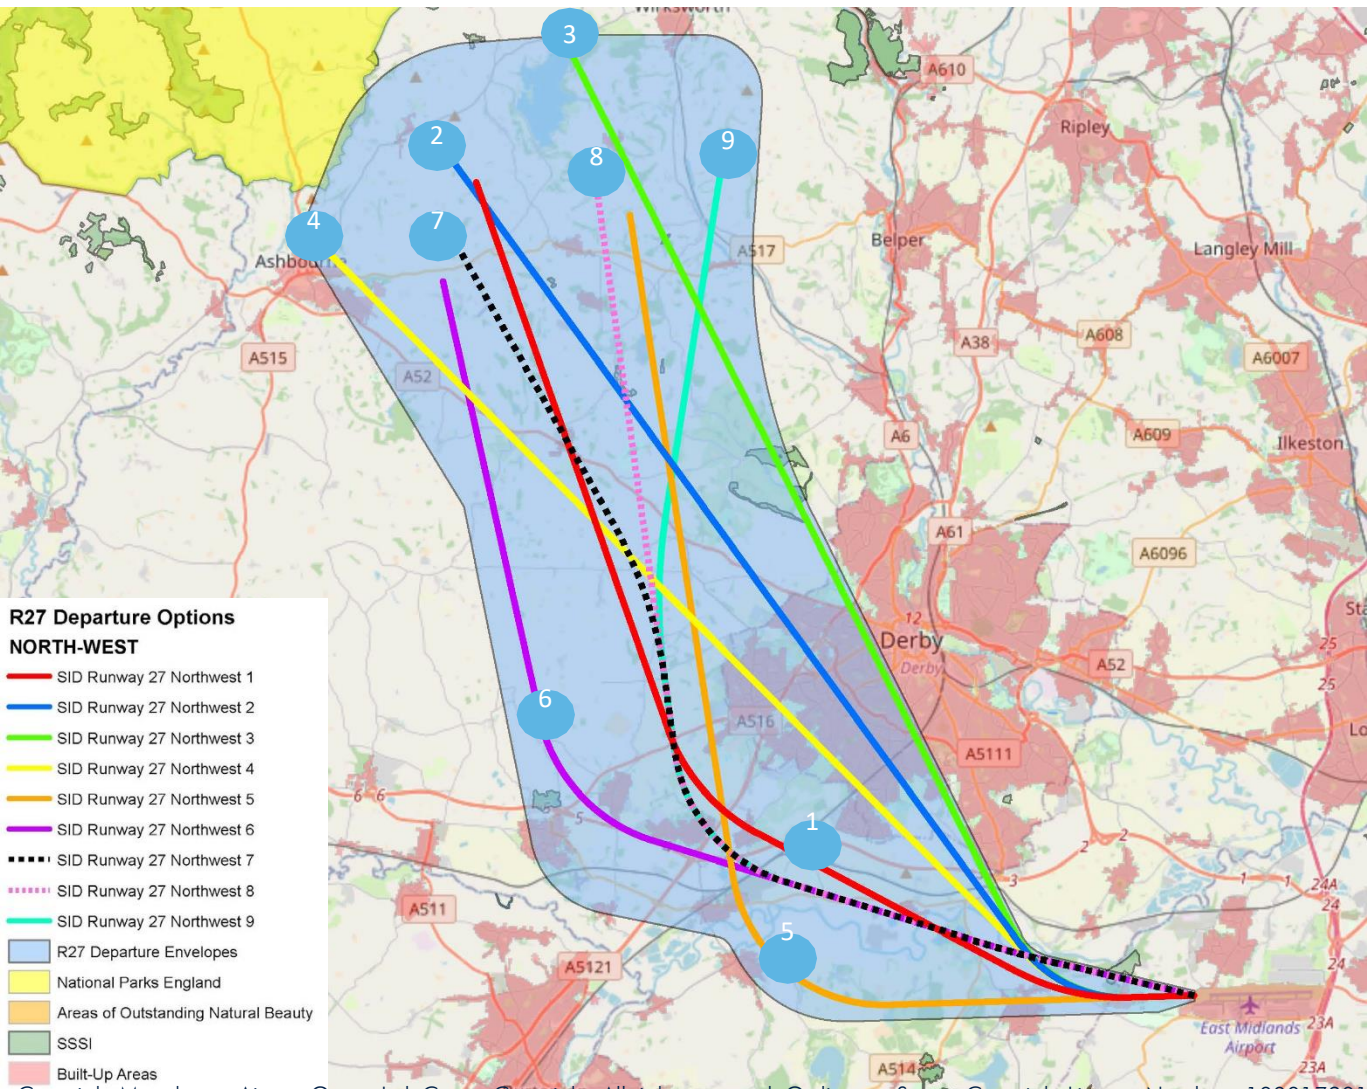 Wirksworth
3
A610
Ripley
2
8
9
4
7
A517
Belper
Langley Mill
Ashbourne
A515
A52
A38
A608
A6007
A6
A609
Ilkeston
A61
A6096
R27 Departure Options
NORTH-WEST
SID Runway 27 Northwest 1
SID Runway 27 Northwest 2
SID Runway 27 Northwest 3
SID Runway 27 Northwest 4
SID Runway 27 Northwest 5
SID Runway 27 Northwest 6
SID Runway 27 Northwest 7
SID Runway 27 Northwest 8
SID Runway 27 Northwest 9
R27 Departure Envelopes
National Parks England
Areas of Outstanding Natural Beauty
SSSI
Built-Up Areas
12
Derby
Derby
A52
25
25
6
A516
A5111
6
6
5
1
2
2
3
1
1
24A
24
A511
5
A5121
24
East Midlands
Airport
23A
A514
23A